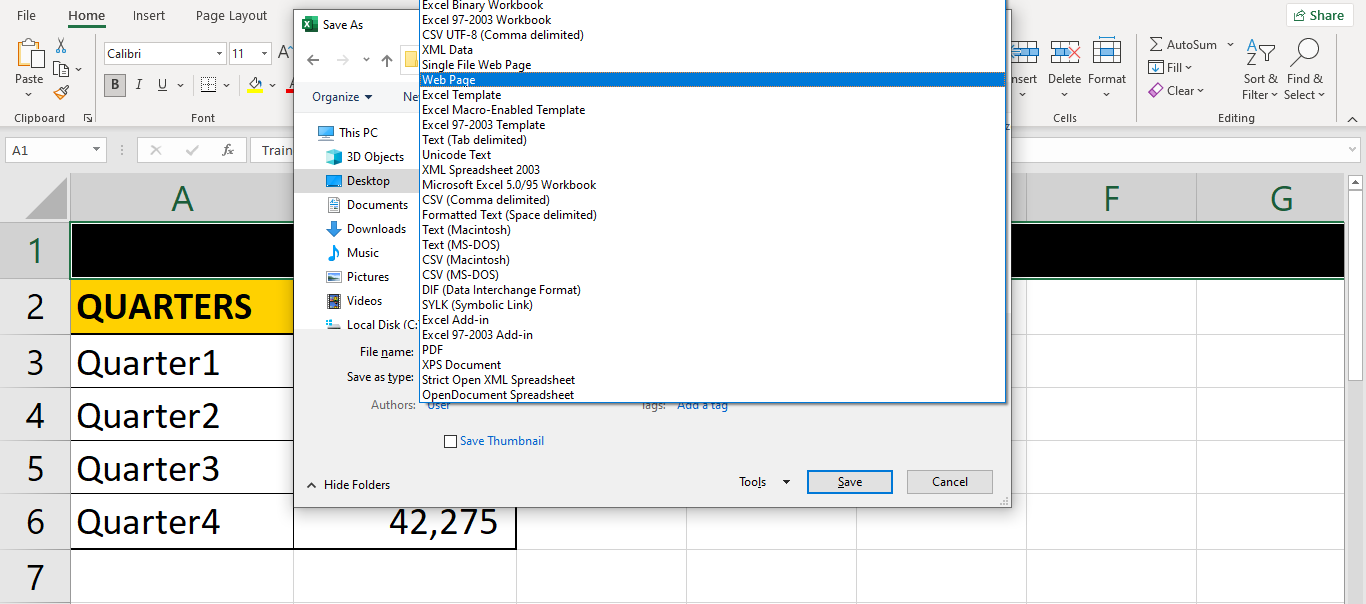 File Home Insert Page Layout Share
Save As
Excel Binary Workbook
Excel 97-2003 Workbook
CSV UTF-8 (Comma delimited)
XML Data
Single File Web Page
Web Page
Excel Template
Excel Macro-Enabled Template
Excel 97-2003 Template
Text (Tab delimited)
Unicode Text
XML Spreadsheet 2003
Microsoft Excel 5.0/95 Workbook
CSV (Comma delimited)
Formatted Text (Space delimited)
Text (Macintosh)
Text (MS-DOS)
CSV (Macintosh)
CSV (MS-DOS)
DIF (Data Interchange Format)
SYLK (Symbolic Link)
Excel Add-in
Excel 97-2003 Add-in
PDF
XPS Document
Strict Open XML Spreadsheet
OpenDocument Spreadsheet
Paste
Calibri 11 A
B I U
Clipboard Font
Organize Ne
This PC
3D Objects
Desktop
Documents
Downloads
Music
Pictures
Videos
Local Disk (C:
File name:
Save as type:
Authors: User Tags: Add a tag
Save Thumbnail
Hide Folders Tools Save Cancel
nsert Delete Format
Cells
AutoSum
Fill
Clear
Sort & Filter
Find & Select
Editing
A1 fx Train
A F G
1
2 QUARTERS
3 Quarter1
4 Quarter2
5 Quarter3
6 Quarter4 42,275
7